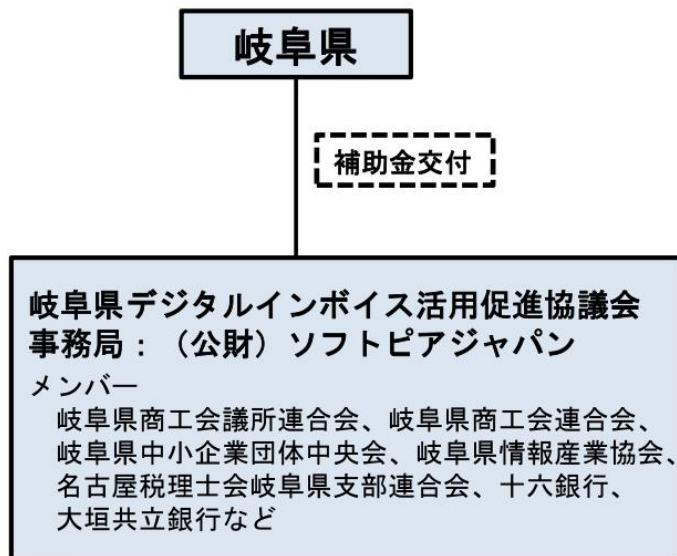 岐阜県
補助金交付
岐阜県デジタルインボイス活用促進協議会
事務局：（公財）ソフトピアジャパン
メンバー
岐阜県商工会議所連合会、岐阜県商工会連合会、
岐阜県中小企業団体中央会、岐阜県情報産業協会、
名古屋税理士会岐阜県支部連合会、十六銀行、
大垣共立銀行など